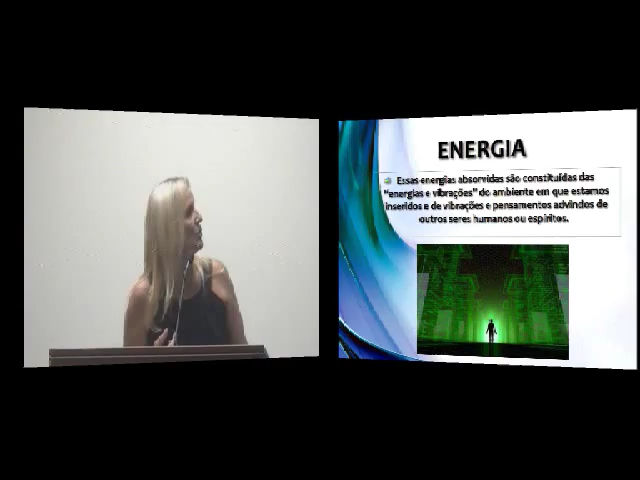 ENERGIA
Essas energias absorvidas são constituídas das
"energias e vibrações" do ambiente em que estamos
inseridos e de vibrações e pensamentos advindos de
outros seres humanos ou espíritos.